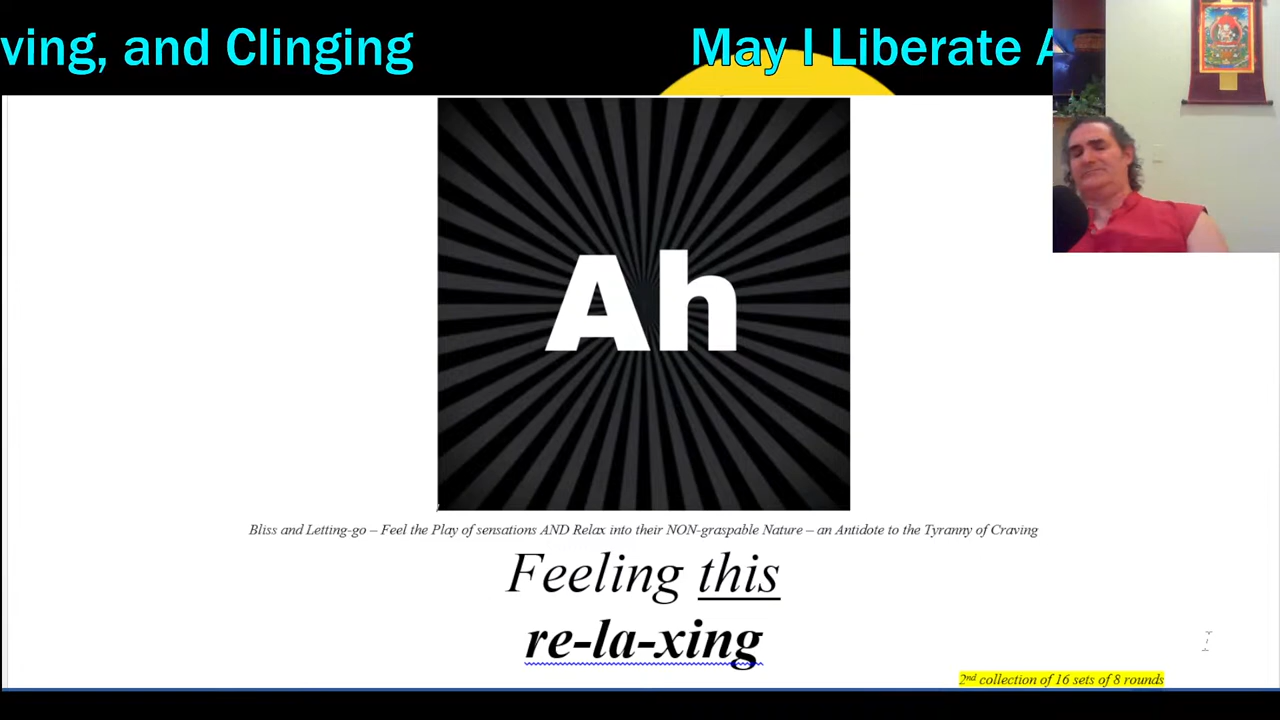 ving, and Clinging May I Liberate A
Ah
Bliss and Letting-go – Feel the Play of sensations AND Relax into their NON-graspable Nature – an Antidote to the Tyranny of Craving
Feeling this
re-la-xing
2nd collection of 16 sets of 8 rounds